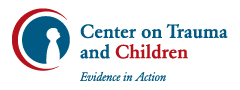 Center on Trauma
and Children
Evidence in Action